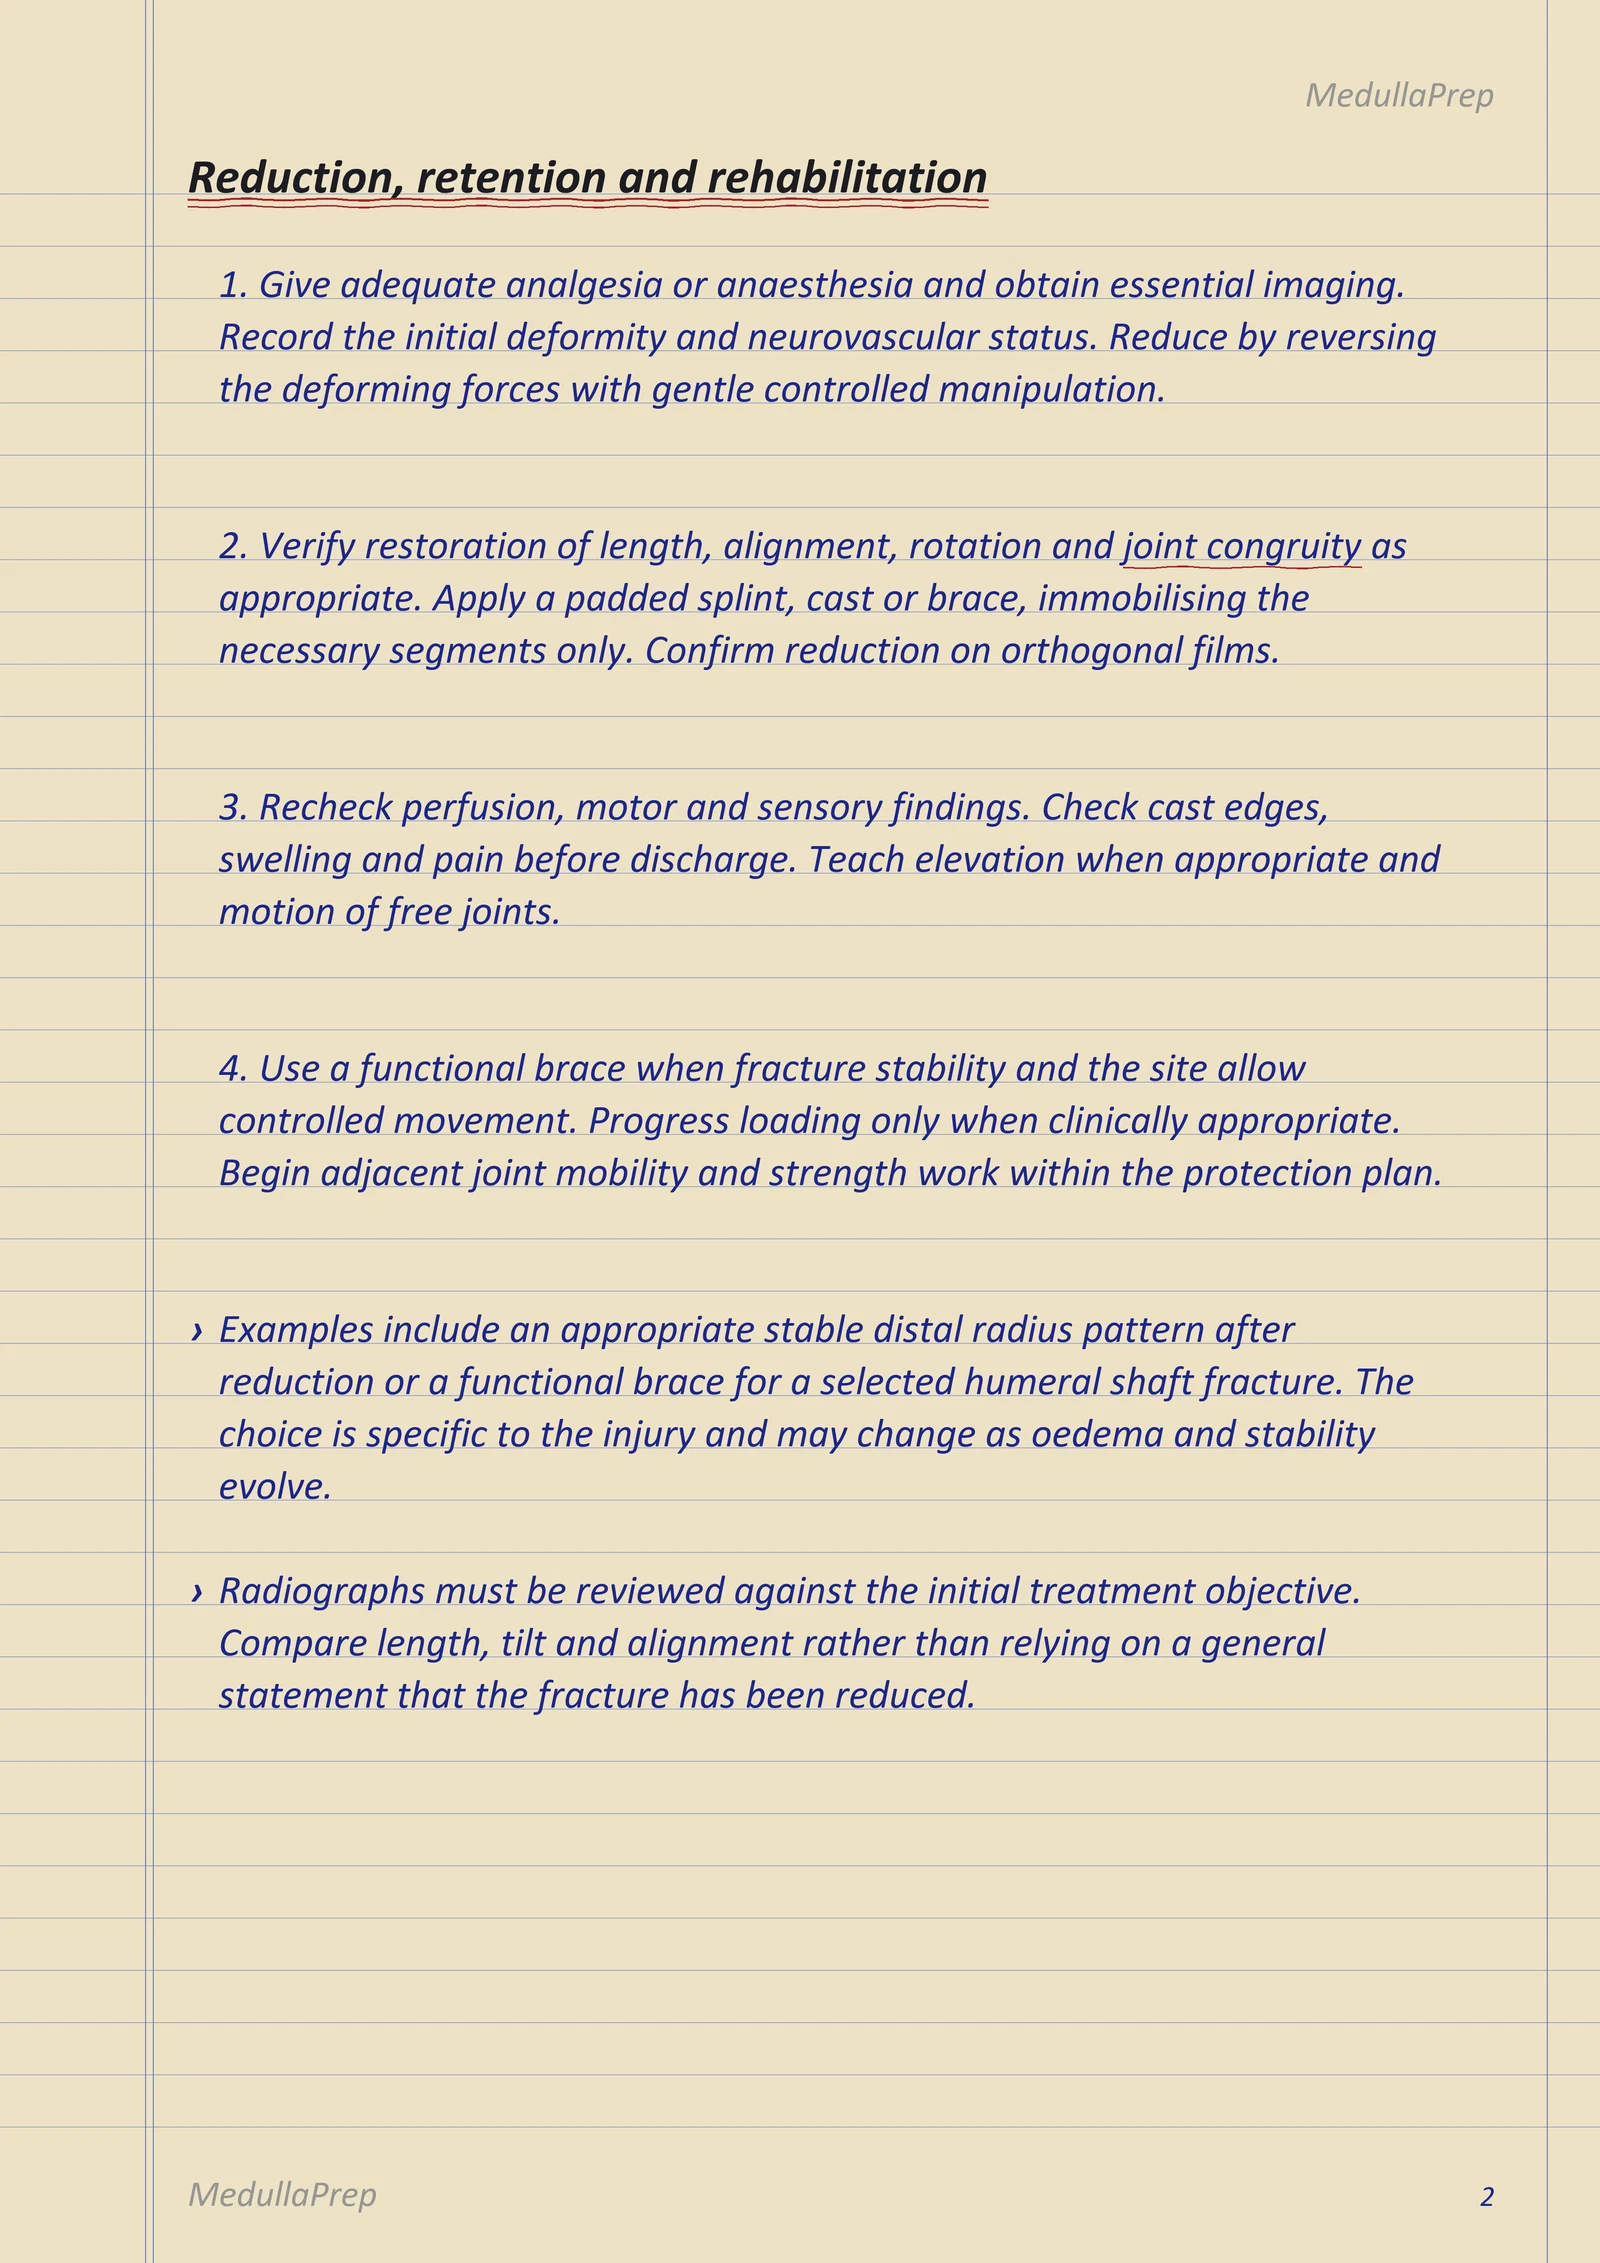 MedullaPrep
Reduction, retention and rehabilitation
1. Give adequate analgesia or anaesthesia and obtain essential imaging.
Record the initial deformity and neurovascular status. Reduce by reversing
the deforming forces with gentle controlled manipulation.
2. Verify restoration of length, alignment, rotation and joint congruity as
appropriate. Apply a padded splint, cast or brace, immobilising the
necessary segments only. Confirm reduction on orthogonal films.
3. Recheck perfusion, motor and sensory findings. Check cast edges,
swelling and pain before discharge. Teach elevation when appropriate and
motion of free joints.
4. Use a functional brace when fracture stability and the site allow
controlled movement. Progress loading only when clinically appropriate.
Begin adjacent joint mobility and strength work within the protection plan.
› Examples include an appropriate stable distal radius pattern after
reduction or a functional brace for a selected humeral shaft fracture. The
choice is specific to the injury and may change as oedema and stability
evolve.
› Radiographs must be reviewed against the initial treatment objective.
Compare length, tilt and alignment rather than relying on a general
statement that the fracture has been reduced.
MedullaPrep
2